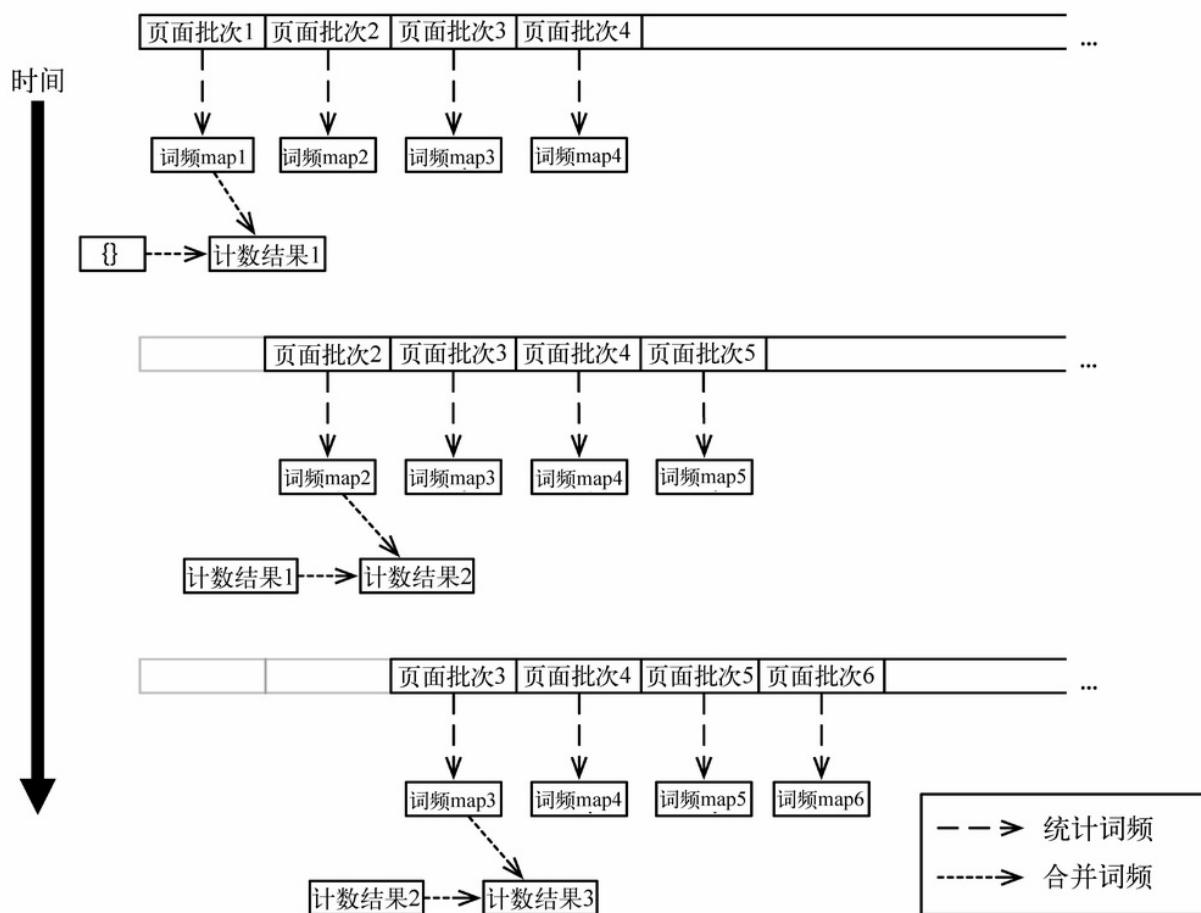 页面批次1 页面批次2 页面批次3 页面批次4 ...
时间
词频map1 词频map2 词频map3 词频map4
{} 计数结果1
页面批次2 页面批次3 页面批次4 页面批次5 ...
词频map2 词频map3 词频map4 词频map5
计数结果1 计数结果2
页面批次3 页面批次4 页面批次5 页面批次6 ...
词频map3 词频map4 词频map5 词频map6
统计词频
合并词频
计数结果2 计数结果3